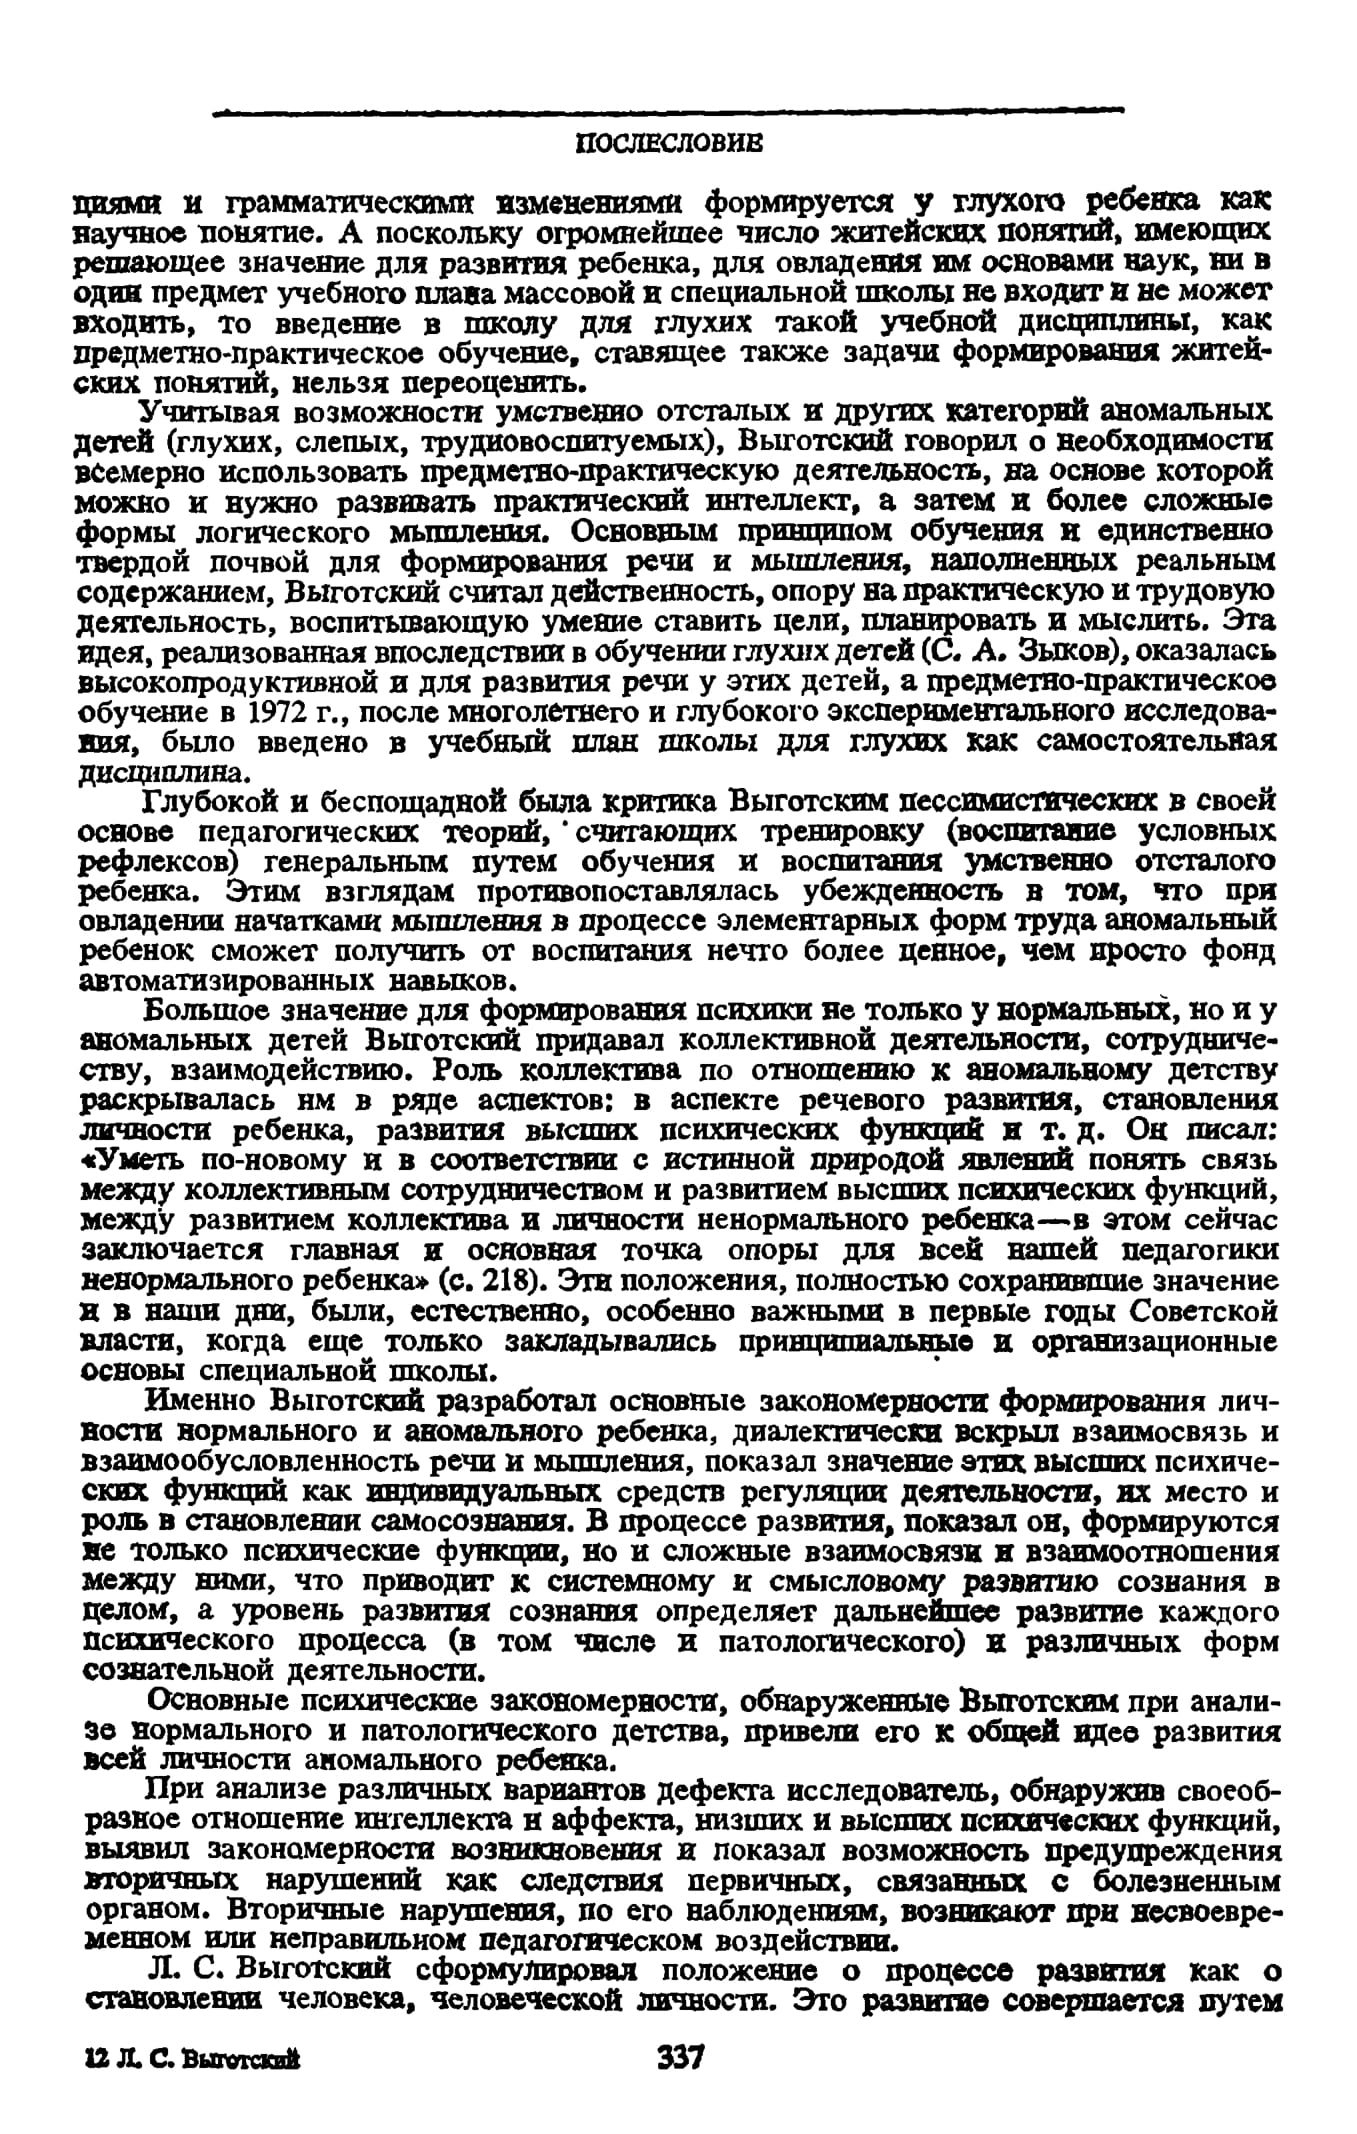 ПОСЛЕСЛОВИЕ
циями и грамматическими изменениями формируется у глухого ребенка как
научное понятие. А поскольку огромнейшее число житейских понятий, имеющих
решающее значение для развития ребенка, для овладения им основами наук, ни в
один предмет учебного плана массовой и специальной школы не входит и не может
входить, то введение в школу для глухих такой учебной дисциплины, как
предметно-практическое обучение, ставящее также задачи формирования житей-
ских понятий, нельзя переоценить.
Учитывая возможности умственно отсталых и других категорий аномальных
детей (глухих, слепых, трудновоспитуемых), Выготский говорил о необходимости
всемерно использовать предметно-практическую деятельность, на основе которой
можно и нужно развивать практический интеллект, а затем и более сложные
формы логического мышления. Основным принципом обучения и единственно
твердой почвой для формирования речи и мышления, наполненных реальным
содержанием, Выготский считал действенность, опору на практическую и трудовую
деятельность, воспитывающую умение ставить цели, планировать и мыслить. Эта
идея, реализованная впоследствии в обучении глухих детей (С. А. Зыков), оказалась
высокопродуктивной и для развития речи у этих детей, а предметно-практическое
обучение в 1972 г., после многолетнего и глубокого экспериментального исследова-
ния, было введено в учебный план школы для глухих как самостоятельная
дисциплина.
Глубокой и беспощадной была критика Выготским пессимистических в своей
основе педагогических теорий, считающих тренировку (воспитание условных
рефлексов) генеральным путем обучения и воспитания умственно отсталого
ребенка. Этим взглядам противопоставлялась убежденность в том, что при
овладении начатками мышления в процессе элементарных форм труда аномальный
ребенок сможет получить от воспитания нечто более ценное, чем просто фонд
автоматизированных навыков.
Большое значение для формирования психики не только у нормальных, но и у
аномальных детей Выготский придавал коллективной деятельности, сотрудниче-
ству, взаимодействию. Роль коллектива по отношению к аномальному детству
раскрывалась им в ряде аспектов: в аспекте речевого развития, становления
личности ребенка, развития высших психических функций и т. д. Он писал:
«Уметь по-новому и в соответствии с истинной природой явлений понять связь
между коллективным сотрудничеством и развитием высших психических функций,
между развитием коллектива и личности ненормального ребенка—в этом сейчас
заключается главная и основная точка опоры для всей нашей педагогики
ненормального ребенка» (с. 218). Эти положения, полностью сохранившие значение
и в наши дни, были, естественно, особенно важными в первые годы Советской
власти, когда еще только закладывались принципиальные и организационные
основы специальной школы.
Именно Выготский разработал основные закономерности формирования лич-
ности нормального и аномального ребенка, диалектически вскрыл взаимосвязь и
взаимообусловленность речи и мышления, показал значение этих высших психиче-
ских функций как индивидуальных средств регуляции деятельности, их место и
роль в становлении самосознания. В процессе развития, показал он, формируются
не только психические функции, но и сложные взаимосвязи и взаимоотношения
между ними, что приводит к системному и смысловому развитию сознания в
целом, а уровень развития сознания определяет дальнейшее развитие каждого
психического процесса (в том числе и патологического) и различных форм
сознательной деятельности.
Основные психические закономерности, обнаруженные Выготским при анали-
зе нормального и патологического детства, привели его к общей идее развития
всей личности аномального ребенка.
При анализе различных вариантов дефекта исследователь, обнаружив своеоб-
разное отношение интеллекта и аффекта, низших и высших психических функций,
выявил закономерности возникновения и показал возможность предупреждения
вторичных нарушений как следствия первичных, связанных с болезненным
органом. Вторичные нарушения, по его наблюдениям, возникают при несвоевре-
менном или неправильном педагогическом воздействии.
Л. С. Выготский сформулировал положение о процессе развития как о
становлении человека, человеческой личности. Это развитие совершается путем
12 Л. С. Выготский
337